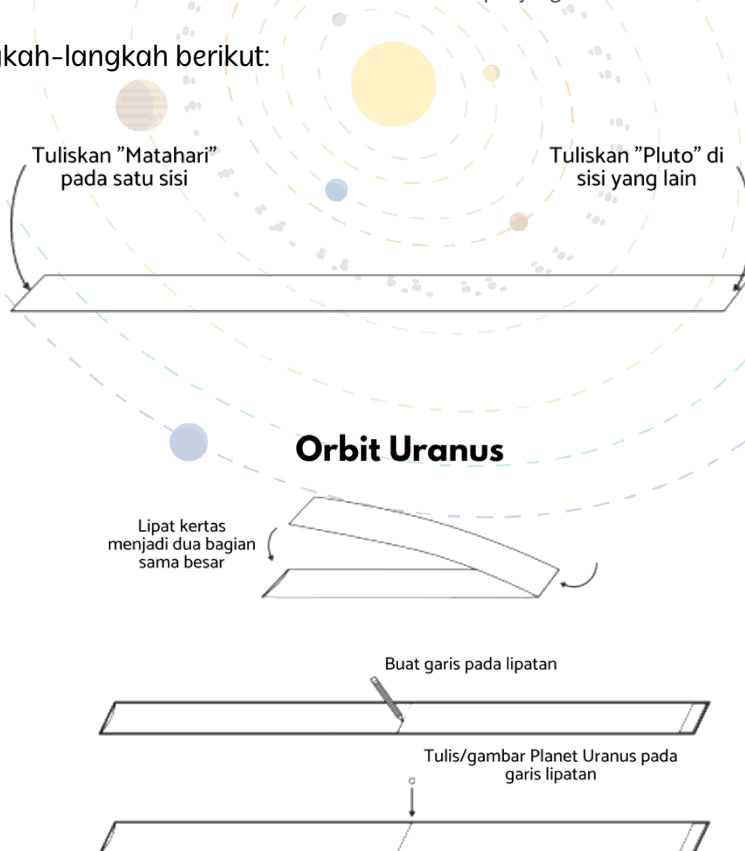 gkah-langkah berikut:
Tuliskan "Matahari"
pada satu sisi
Tuliskan "Pluto" di
sisi yang lain
Orbit Uranus
Lipat kertas
menjadi dua bagian
sama besar
Buat garis pada lipatan
Tulis/gambar Planet Uranus pada
garis lipatan